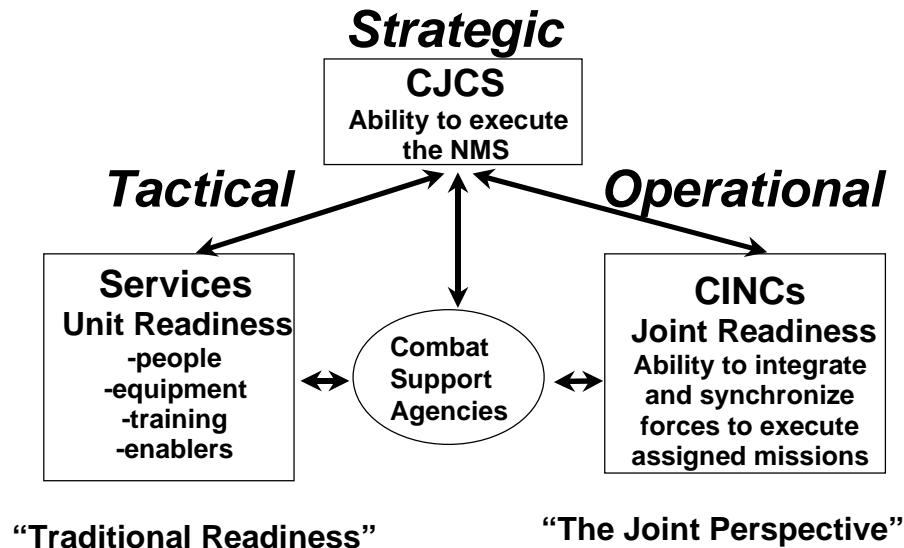 Strategic
CJCS
Ability to execute
the NMS
Tactical
Operational
Services
Unit Readiness
-people
-equipment
-training
-enablers
Combat
Support
Agencies
CINCs
Joint Readiness
Ability to integrate
and synchronize
forces to execute
assigned missions
“Traditional Readiness”
“The Joint Perspective”